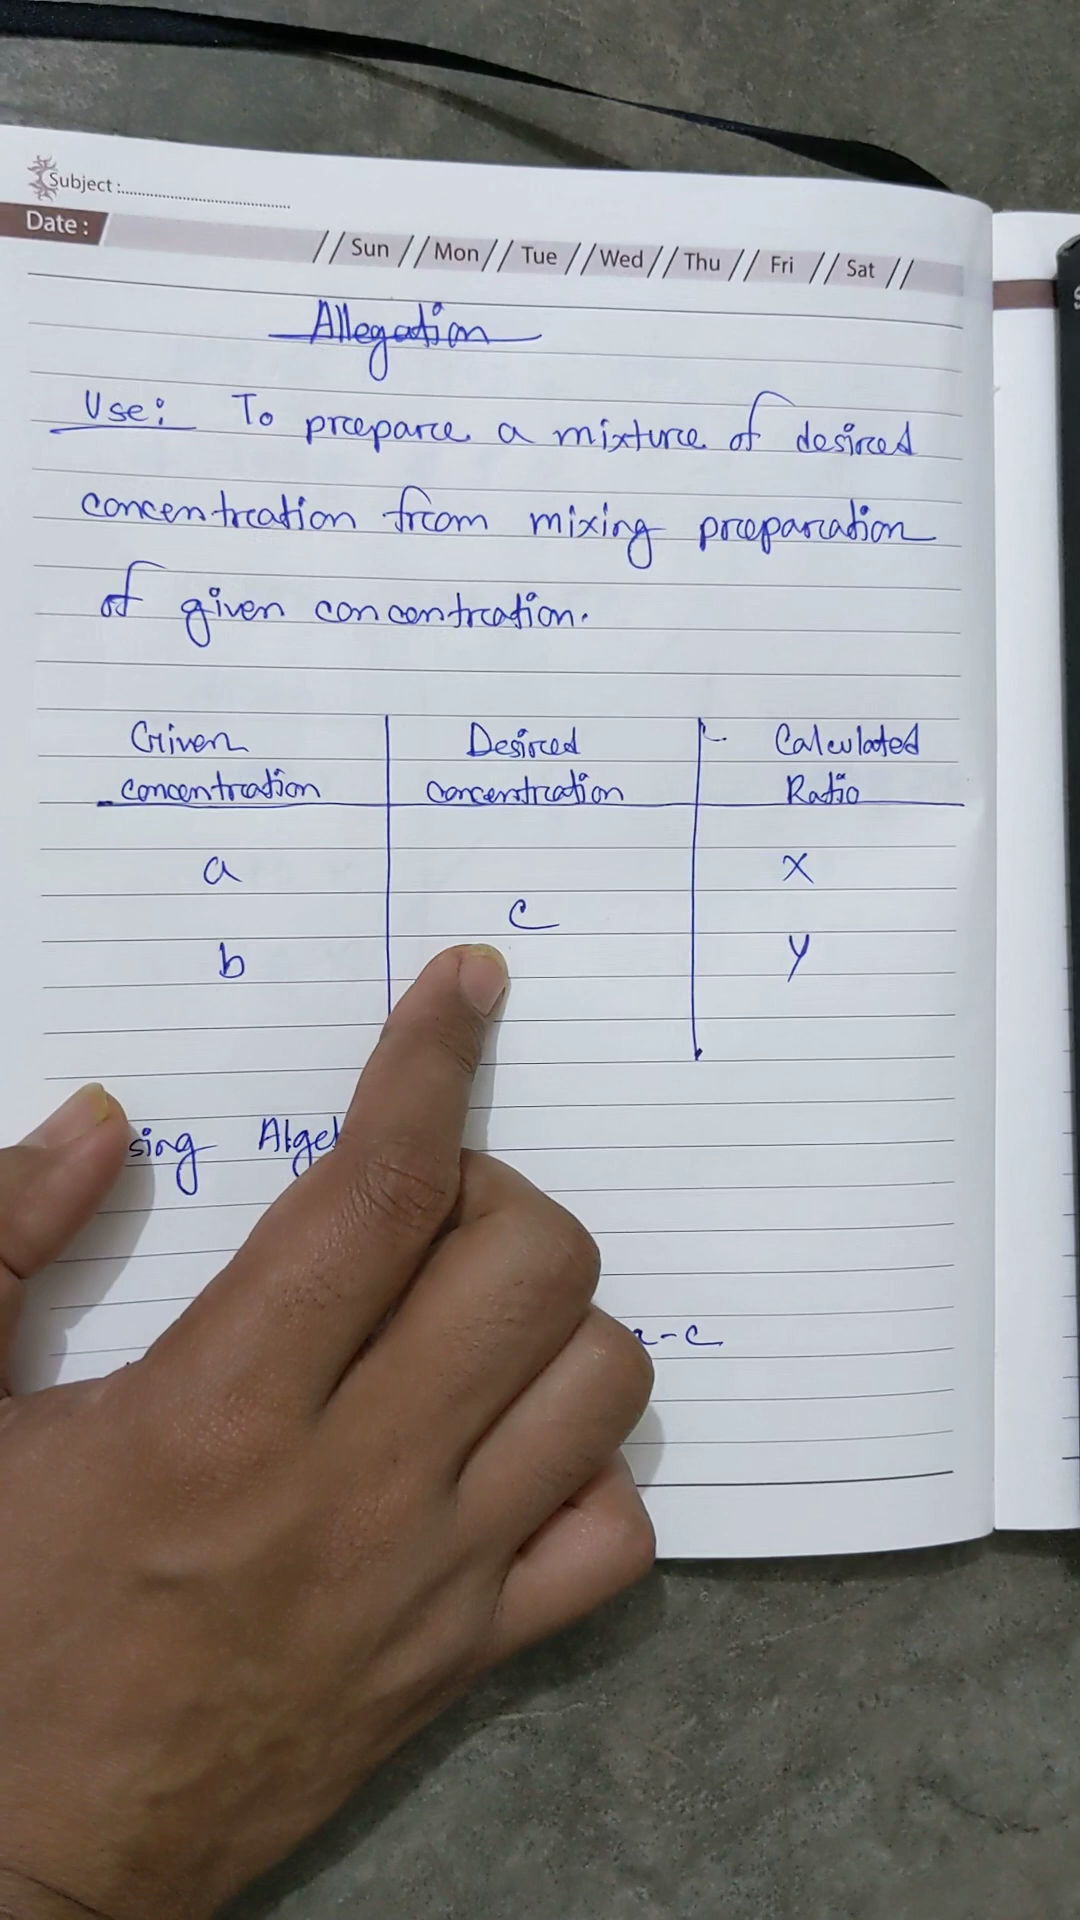 Subject :
Date :
// Sun // Mon // Tue // Wed // Thu // Fri // Sat //
Allegation
Use: To prepare a mixture of desired
concentration from mixing preparation
of given concentration.
Given Desired Calculated
concentration concentration Ratio
a x
c
b y
sing Alge
-c